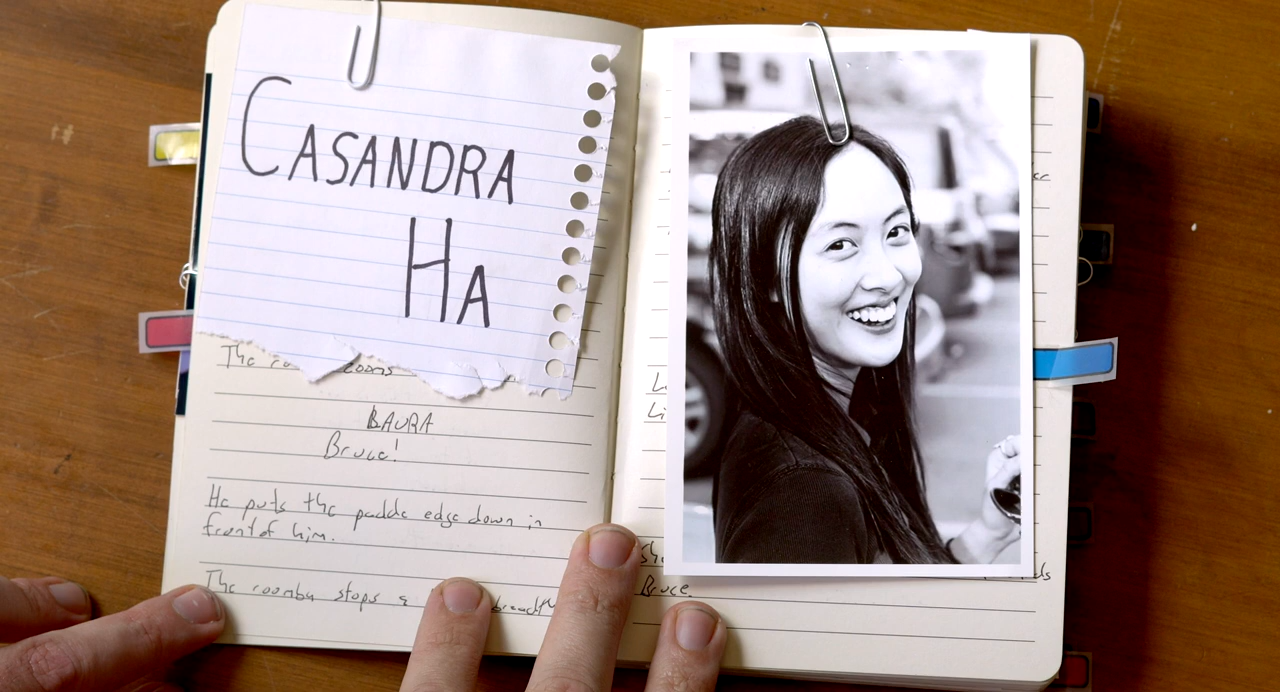 CASANDRA
HA
The
BAURA
Bruce!
He puts the paddle edge down in
front of him.
The roomba stops &
Bruce.